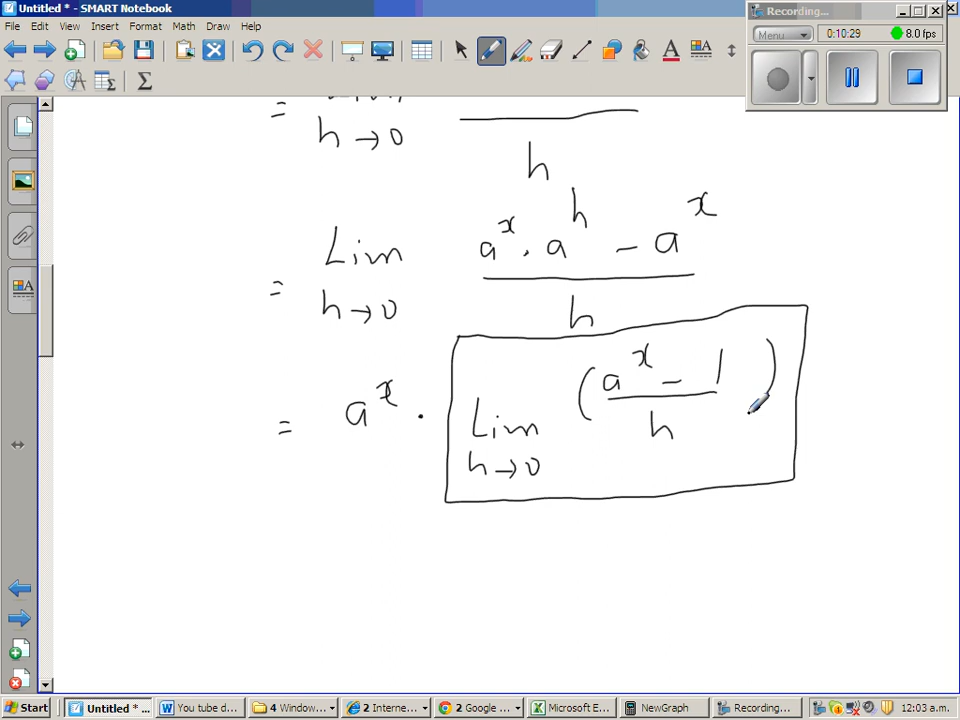 Untitled * - SMART Notebook
Recording...
File Edit View Insert Format Math Draw Help
Menu 0:10:29 8.0 fps
=
h → 0
h
= Lim a^x . a^h - a^x
h → 0 h
= a^x . Lim (a^x - 1)
h → 0 h
Start Untitled * ... You tube d... 4 Window... 2 Interne... 2 Google ... Microsoft E... NewGraph Recording... 12:03 a.m.